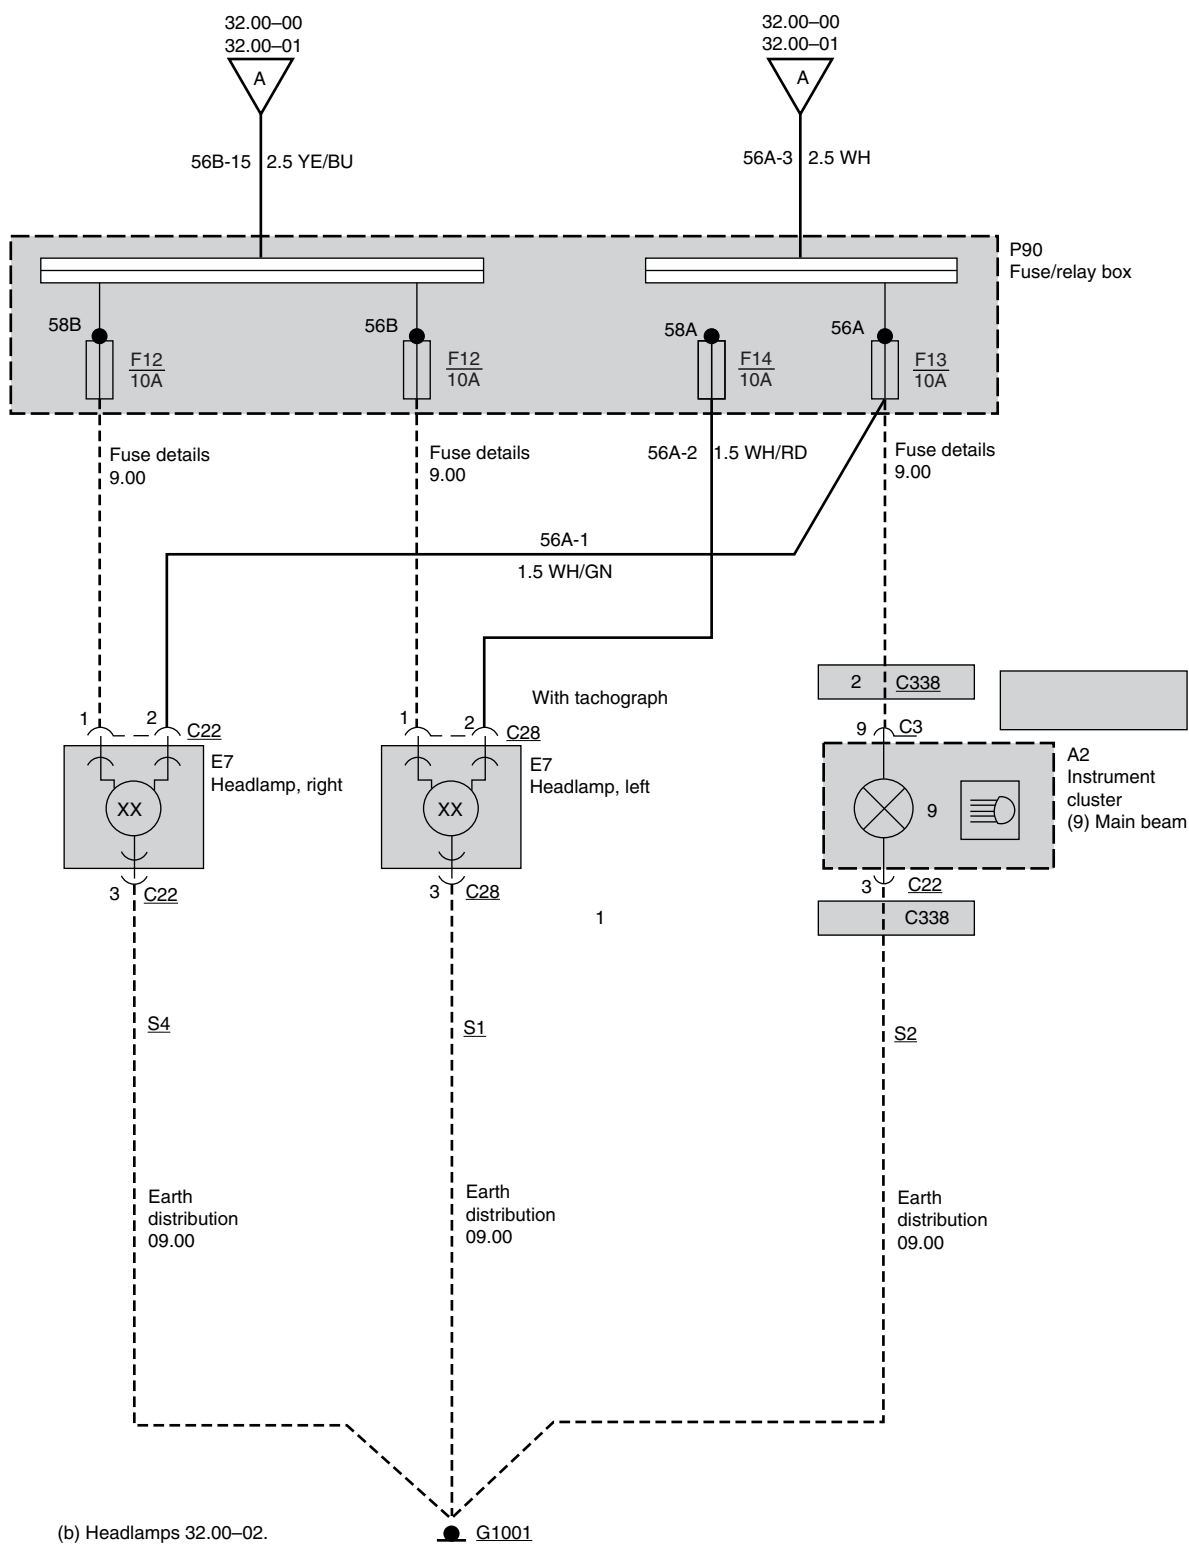 32.00–00
32.00–01
A
32.00–00
32.00–01
A
56B-15 2.5 YE/BU
56A-3 2.5 WH
P90
Fuse/relay box
58B
F12
10A
56B
F12
10A
58A
F14
10A
56A
F13
10A
Fuse details
9.00
Fuse details
9.00
56A-2 1.5 WH/RD
Fuse details
9.00
56A-1
1.5 WH/GN
With tachograph
2 C338
1 2 C22
E7
Headlamp, right
XX
3 C22
1 2 C28
E7
Headlamp, left
XX
3 C28
9 C3
A2
Instrument
cluster
(9) Main beam
9
3 C22
C338
1
S4
S1
S2
Earth
distribution
09.00
Earth
distribution
09.00
Earth
distribution
09.00
(b) Headlamps 32.00–02.
G1001